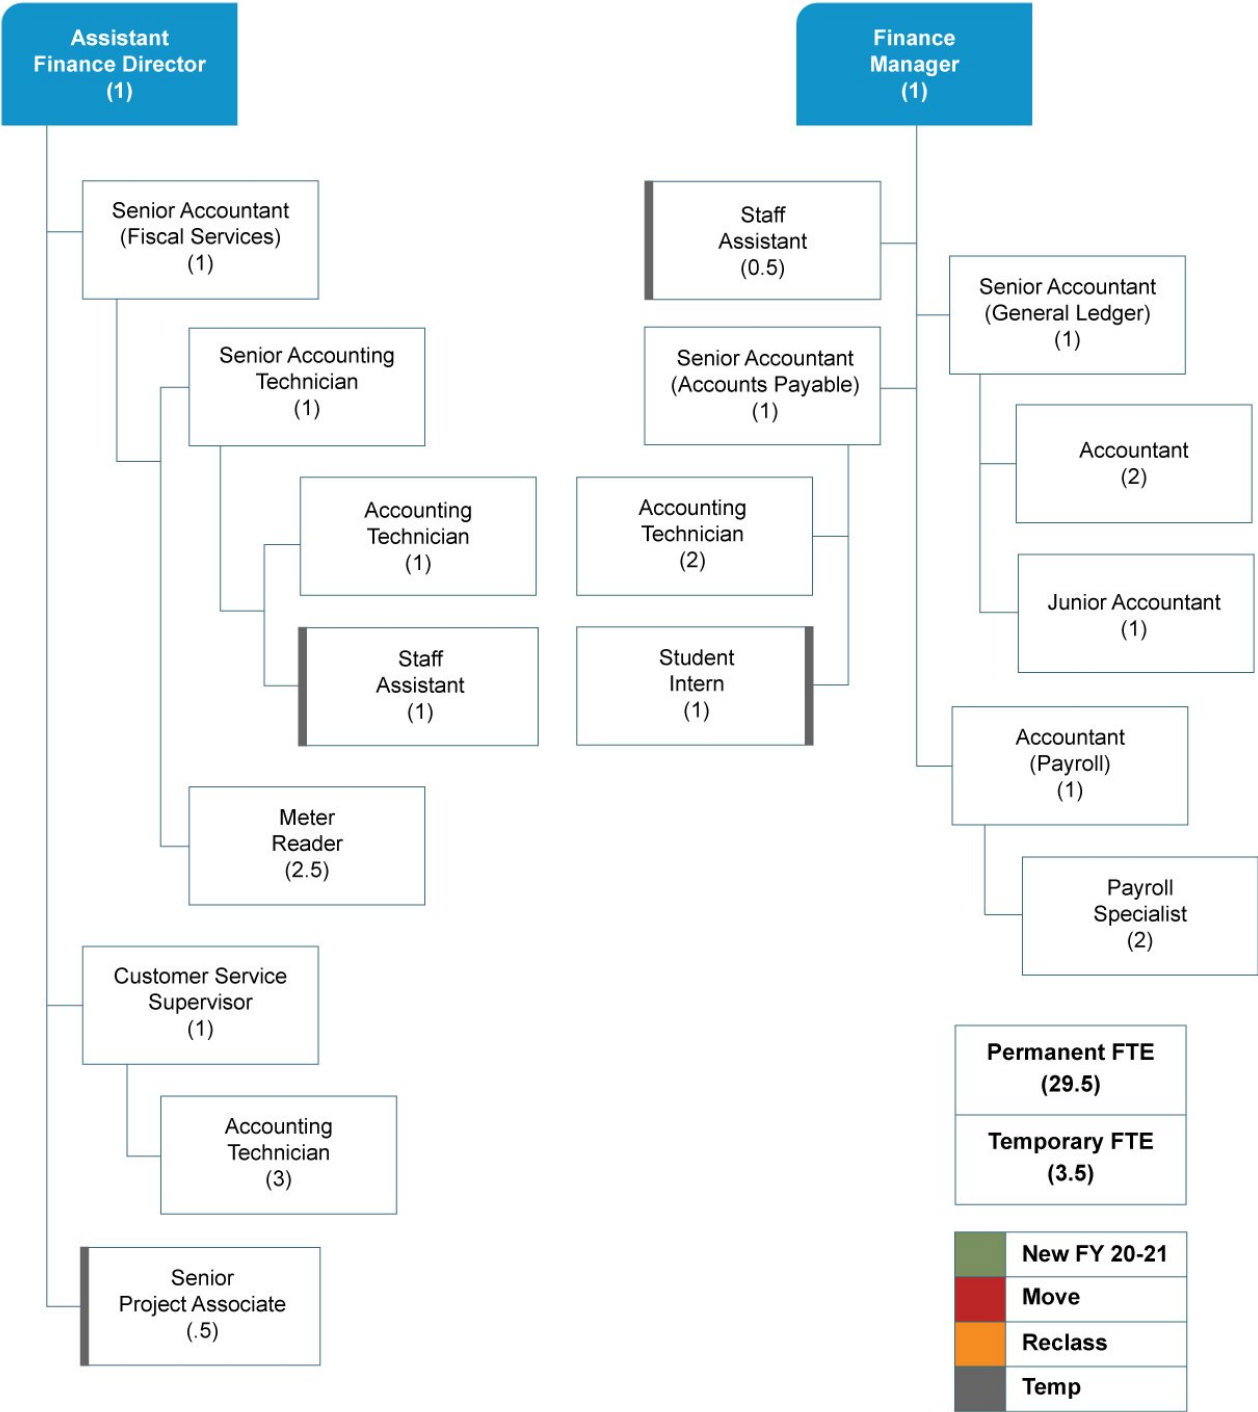 Assistant
Finance Director
(1)
Senior Accountant
(Fiscal Services)
(1)
Senior Accounting
Technician
(1)
Accounting
Technician
(1)
Staff
Assistant
(1)
Meter
Reader
(2.5)
Customer Service
Supervisor
(1)
Accounting
Technician
(3)
Senior
Project Associate
(.5)
Finance
Manager
(1)
Staff
Assistant
(0.5)
Senior Accountant
(General Ledger)
(1)
Senior Accountant
(Accounts Payable)
(1)
Accountant
(2)
Accounting
Technician
(2)
Junior Accountant
(1)
Student
Intern
(1)
Accountant
(Payroll)
(1)
Payroll
Specialist
(2)
Permanent FTE
(29.5)
Temporary FTE
(3.5)
New FY 20-21
Move
Reclass
Temp